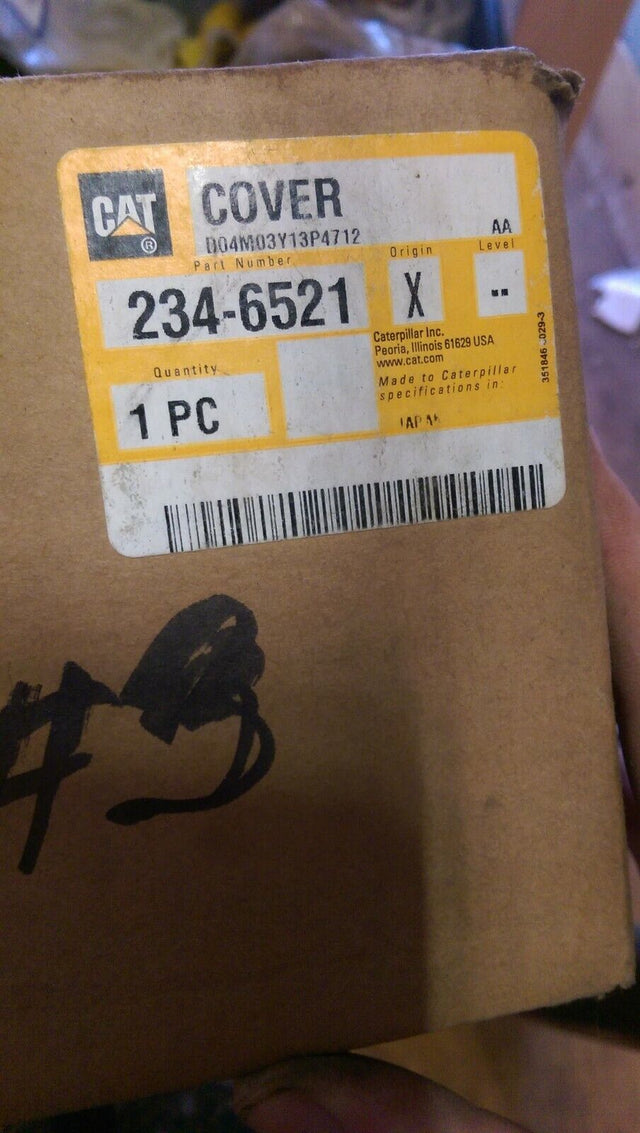 CAT
®
COVER
D04M03Y13P4712
AA
Part Number
Origin
Level
234-6521
X
--
Caterpillar Inc.
Peoria, Illinois 61629 USA
www.cat.com
Made to Caterpillar
specifications in:
JAPAN
Quantity
1 PC